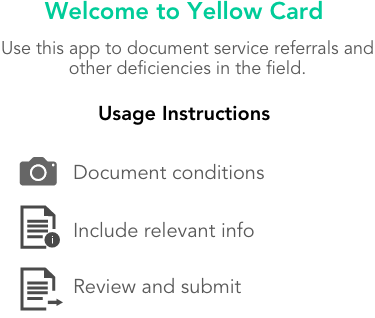 Welcome to Yellow Card
Use this app to document service referrals and
other deficiencies in the field.
Usage Instructions
Document conditions
Include relevant info
Review and submit